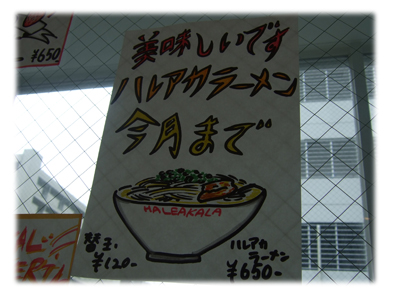 ¥650
美味しいです
ハレアカラーメン
今月まで
HALEAKALA
替玉
¥120-
ハレアカ
ラーメン
¥650-